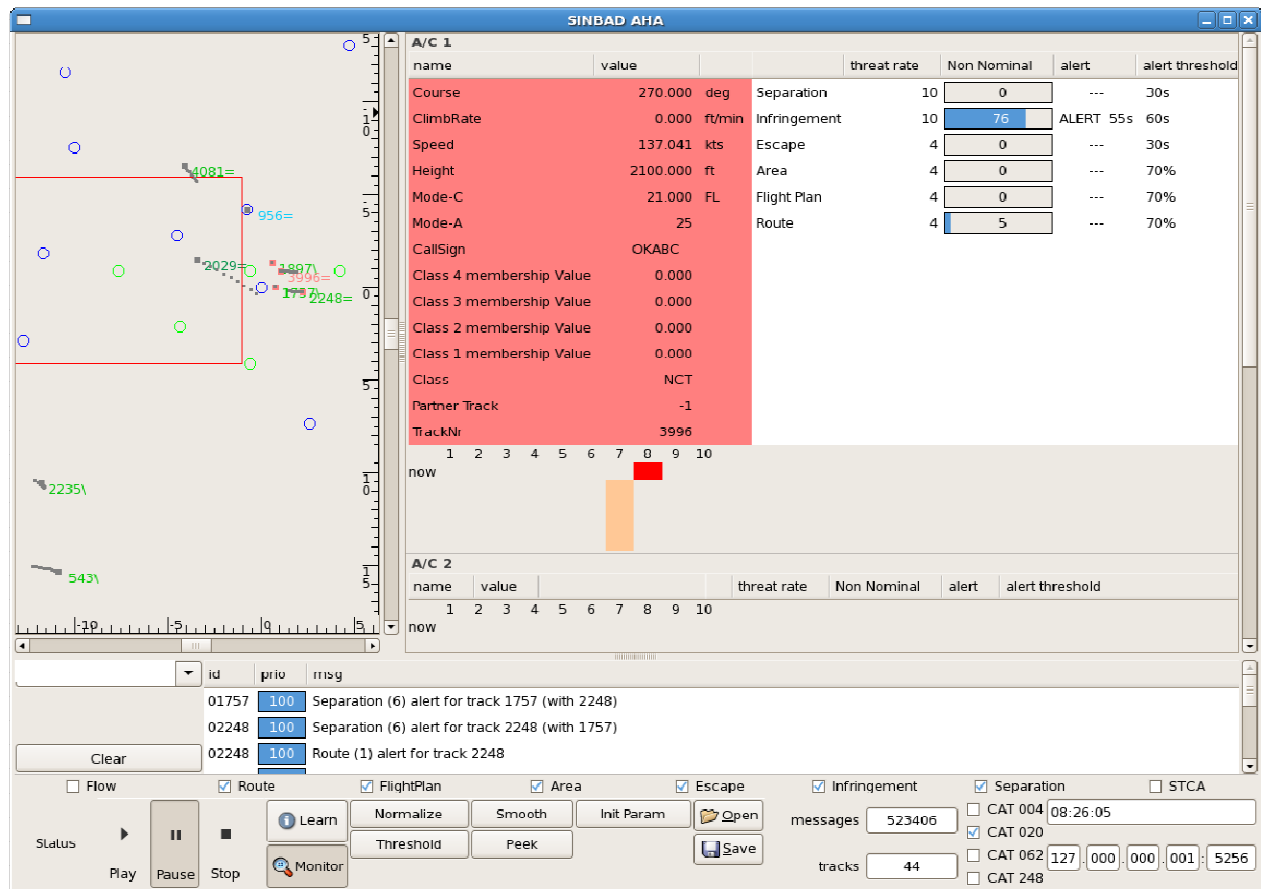 SINBAD AHA
A/C 1
name value threat rate Non Nominal alert alert threshold
Course 270.000 deg Separation 10 0 --- 30s
ClimbRate 0.000 ft/min Infringement 10 76 ALERT 55s 60s
Speed 137.041 kts Escape 4 0 --- 30s
Height 2100.000 ft Area 4 0 --- 70%
Mode-C 21.000 FL Flight Plan 4 0 --- 70%
Mode-A 25 Route 4 5 --- 70%
CallSign OKABC
Class 4 membership Value 0.000
Class 3 membership Value 0.000
Class 2 membership Value 0.000
Class 1 membership Value 0.000
Class NCT
Partner Track -1
TrackNr 3996
1 2 3 4 5 6 7 8 9 10
now
A/C 2
name value threat rate Non Nominal alert alert threshold
1 2 3 4 5 6 7 8 9 10
now
5
10
4081=
5
956=
2029= 1897\
3996=
0
1757\ 2248=
5
2235\
10
543\
15
-10 -5 0 5
id prio msg
01757 100 Separation (6) alert for track 1757 (with 2248)
02248 100 Separation (6) alert for track 2248 (with 1757)
Clear
02248 100 Route (1) alert for track 2248
Flow Route FlightPlan Area Escape Infringement Separation STCA
Status
Play Pause Stop
Learn
Monitor
Normalize Smooth Init Param
Threshold Peek
Open
Save
messages 523406
tracks 44
CAT 004 08:26:05
CAT 020
CAT 062 127 . 000 . 000 . 001 : 5256
CAT 248